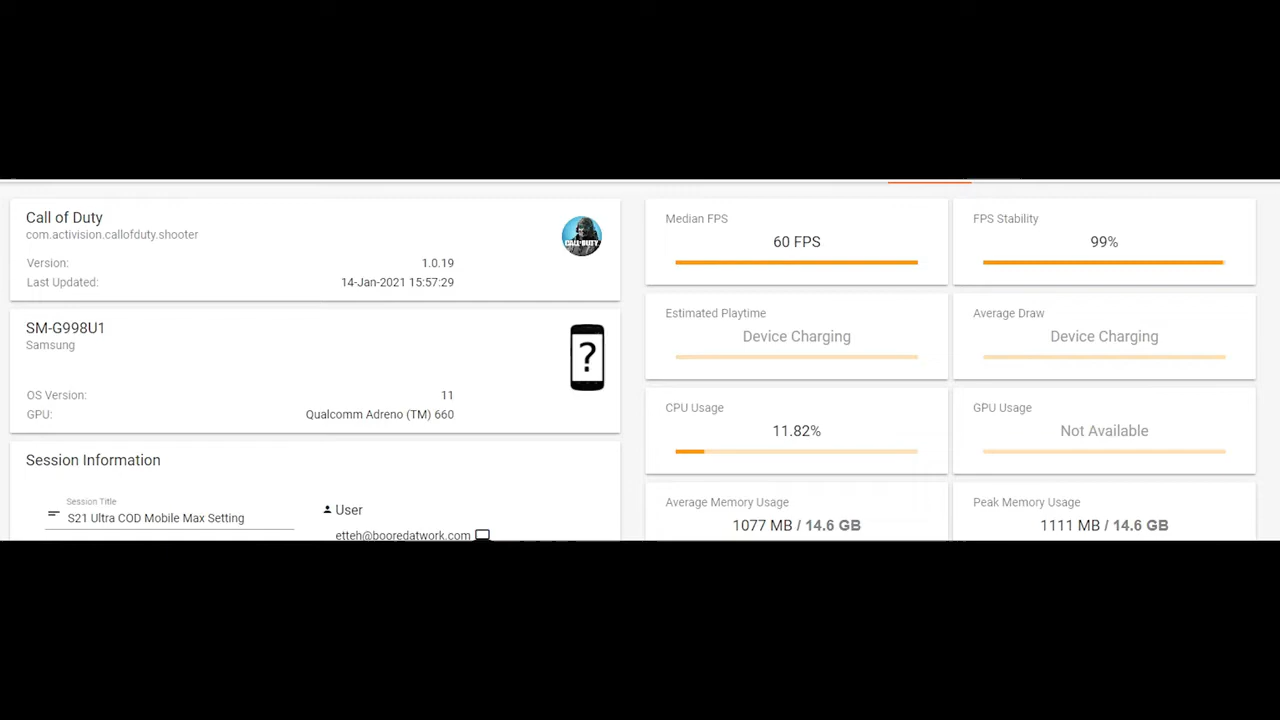 Call of Duty
com.activision.callofduty.shooter
CALL OF DUTY
Version: 1.0.19
Last Updated: 14-Jan-2021 15:57:29
SM-G998U1
Samsung
?
OS Version: 11
GPU: Qualcomm Adreno (TM) 660
Session Information
Session Title
S21 Ultra COD Mobile Max Setting
User
etteh@booredatwork.com
Median FPS
60 FPS
FPS Stability
99%
Estimated Playtime
Device Charging
Average Draw
Device Charging
CPU Usage
11.82%
GPU Usage
Not Available
Average Memory Usage
1077 MB / 14.6 GB
Peak Memory Usage
1111 MB / 14.6 GB